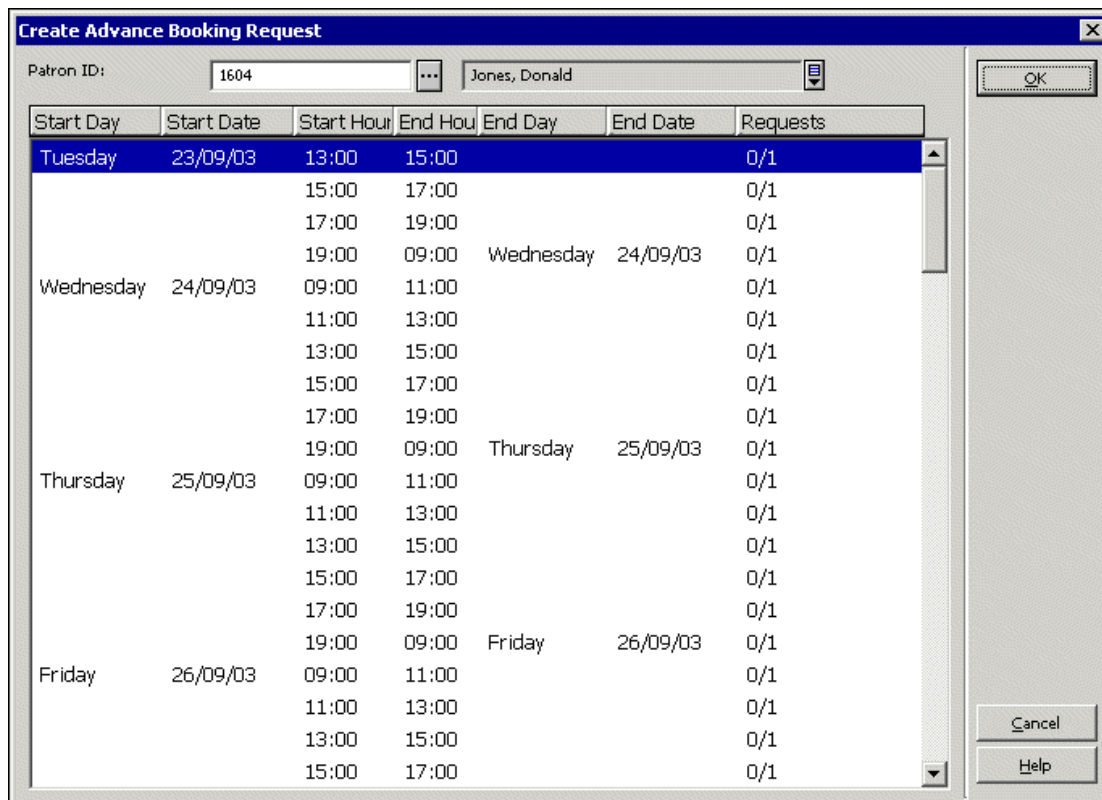 Create Advance Booking Request
Patron ID: 1604 ... Jones, Donald
OK
Start Day Start Date Start Hour End Hou End Day End Date Requests
Tuesday 23/09/03 13:00 15:00 0/1
15:00 17:00 0/1
17:00 19:00 0/1
19:00 09:00 Wednesday 24/09/03 0/1
Wednesday 24/09/03 09:00 11:00 0/1
11:00 13:00 0/1
13:00 15:00 0/1
15:00 17:00 0/1
17:00 19:00 0/1
19:00 09:00 Thursday 25/09/03 0/1
Thursday 25/09/03 09:00 11:00 0/1
11:00 13:00 0/1
13:00 15:00 0/1
15:00 17:00 0/1
17:00 19:00 0/1
19:00 09:00 Friday 26/09/03 0/1
Friday 26/09/03 09:00 11:00 0/1
11:00 13:00 0/1
13:00 15:00 0/1
15:00 17:00 0/1
Cancel
Help